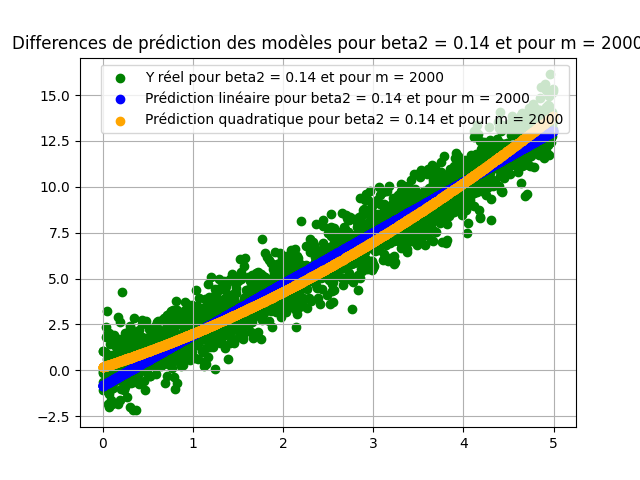 Differences de prédiction des modèles pour beta2 = 0.14 et pour m = 2000
Y réel pour beta2 = 0.14 et pour m = 2000
Prédiction linéaire pour beta2 = 0.14 et pour m = 2000
Prédiction quadratique pour beta2 = 0.14 et pour m = 2000
15.0
12.5
10.0
7.5
5.0
2.5
0.0
−2.5
0 1 2 3 4 5